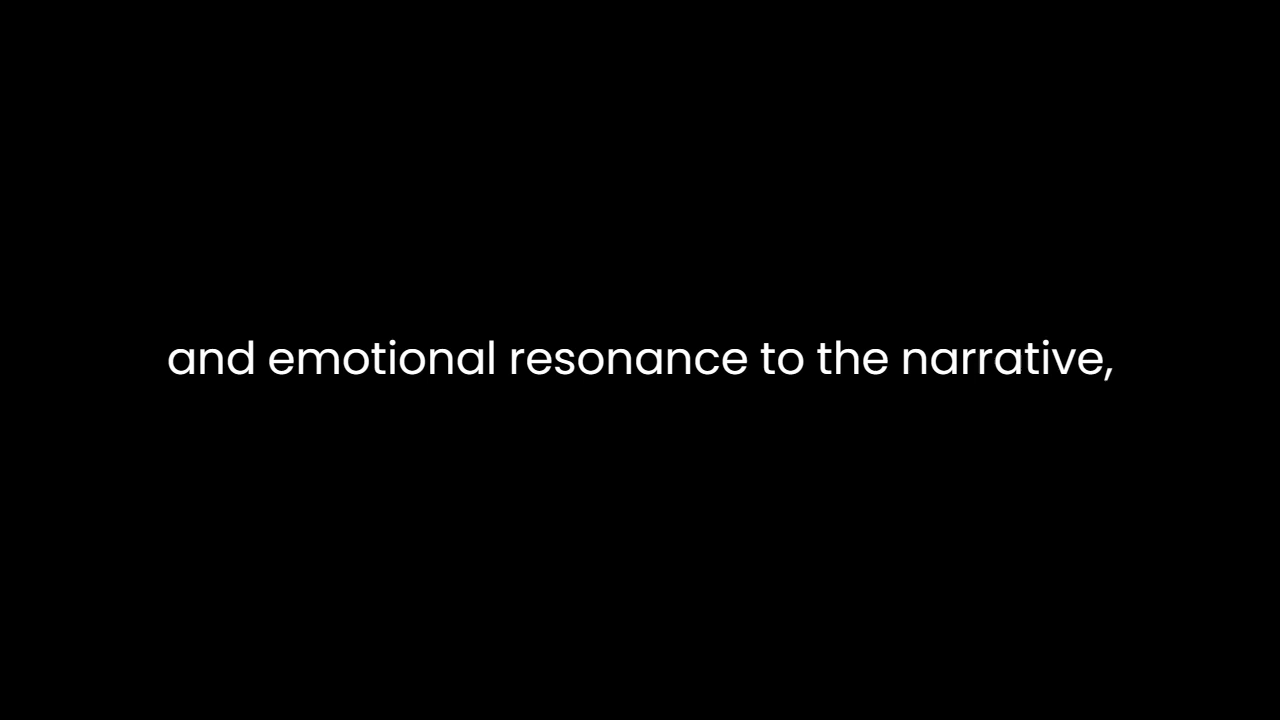 and emotional resonance to the narrative,